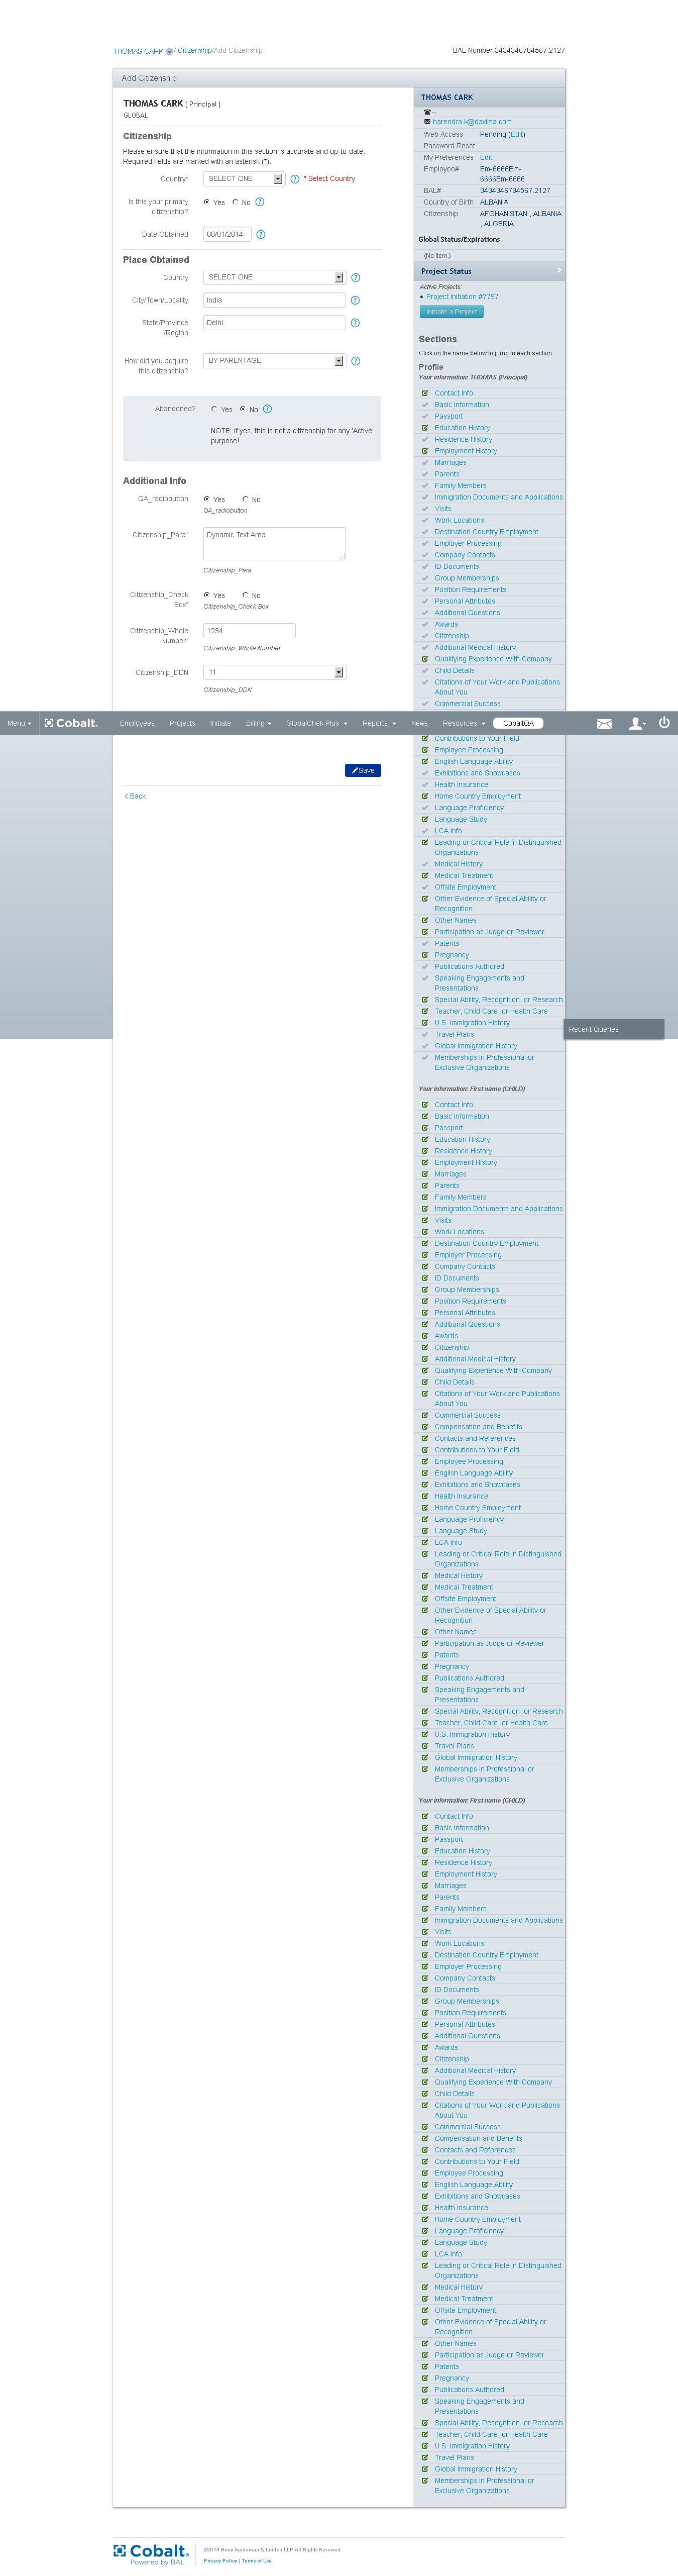 THOMAS CARK / Citizenship/Add Citizenship
BAL Number 3434346784567.2127
Add Citizenship
THOMAS CARK ( Principal )
GLOBAL
Citizenship
Please ensure that the information in this section is accurate and up-to-date.
Required fields are marked with an asterisk (*).
Country*
SELECT ONE
* Select Country
Is this your primary
citizenship?
Yes No
Date Obtained
08/01/2014
Place Obtained
Country
SELECT ONE
City/Town/Locality
India
State/Province
/Region
Delhi
How did you acquire
this citizenship?
BY PARENTAGE
Abandoned?
Yes No
NOTE: if yes, this is not a citizenship for any 'Active'
purpose!
Additional Info
QA_radiobutton
Yes No
QA_radiobutton
Citizenship_Para*
Dynamic Text Area
Citizenship_Para
Citizenship_Check
Box*
Yes No
Citizenship_Check Box
Citizenship_Whole
Number*
1234
Citizenship_Whole Number
Citizenship_DDN
11
Citizenship_DDN
THOMAS CARK
--
harendra.k@daxima.com
Web Access Pending (Edit)
Password Reset
My Preferences Edit
Employee# Em-6666Em-
6666Em-6666
BAL# 3434346784567.2127
Country of Birth ALBANIA
Citizenship AFGHANISTAN , ALBANIA
, ALGERIA
Global Status/Expirations
(No item.)
Project Status
Active Projects:
Project Initiation #7797
Initiate a Project
Sections
Click on the name below to jump to each section.
Profile
Your information: THOMAS (Principal)
Contact Info
Basic Information
Passport
Education History
Residence History
Employment History
Marriages
Parents
Family Members
Immigration Documents and Applications
Visits
Work Locations
Destination Country Employment
Employer Processing
Company Contacts
ID Documents
Group Memberships
Position Requirements
Personal Attributes
Additional Questions
Awards
Citizenship
Additional Medical History
Qualifying Experience With Company
Child Details
Citations of Your Work and Publications
About You
Commercial Success
Menu Cobalt. Employees Projects Initiate Billing GlobalChek Plus Reports News Resources CobaltQA
Contributions to Your Field
Employee Processing
English Language Ability
Exhibitions and Showcases
Health Insurance
Home Country Employment
Language Proficiency
Language Study
LCA Info
Leading or Critical Role in Distinguished
Organizations
Medical History
Medical Treatment
Offsite Employment
Other Evidence of Special Ability or
Recognition
Other Names
Participation as Judge or Reviewer
Patents
Pregnancy
Publications Authored
Speaking Engagements and
Presentations
Special Ability, Recognition, or Research
Teacher, Child Care, or Health Care
U.S. Immigration History
Travel Plans
Global Immigration History
Memberships in Professional or
Exclusive Organizations
Save
Back
Recent Queries
Your information: First name (CHILD)
Contact Info
Basic Information
Passport
Education History
Residence History
Employment History
Marriages
Parents
Family Members
Immigration Documents and Applications
Visits
Work Locations
Destination Country Employment
Employer Processing
Company Contacts
ID Documents
Group Memberships
Position Requirements
Personal Attributes
Additional Questions
Awards
Citizenship
Additional Medical History
Qualifying Experience With Company
Child Details
Citations of Your Work and Publications
About You
Commercial Success
Compensation and Benefits
Contacts and References
Contributions to Your Field
Employee Processing
English Language Ability
Exhibitions and Showcases
Health Insurance
Home Country Employment
Language Proficiency
Language Study
LCA Info
Leading or Critical Role in Distinguished
Organizations
Medical History
Medical Treatment
Offsite Employment
Other Evidence of Special Ability or
Recognition
Other Names
Participation as Judge or Reviewer
Patents
Pregnancy
Publications Authored
Speaking Engagements and
Presentations
Special Ability, Recognition, or Research
Teacher, Child Care, or Health Care
U.S. Immigration History
Travel Plans
Global Immigration History
Memberships in Professional or
Exclusive Organizations
Your information: First name (CHILD)
Contact Info
Basic Information
Passport
Education History
Residence History
Employment History
Marriages
Parents
Family Members
Immigration Documents and Applications
Visits
Work Locations
Destination Country Employment
Employer Processing
Company Contacts
ID Documents
Group Memberships
Position Requirements
Personal Attributes
Additional Questions
Awards
Citizenship
Additional Medical History
Qualifying Experience With Company
Child Details
Citations of Your Work and Publications
About You
Commercial Success
Compensation and Benefits
Contacts and References
Contributions to Your Field
Employee Processing
English Language Ability
Exhibitions and Showcases
Health Insurance
Home Country Employment
Language Proficiency
Language Study
LCA Info
Leading or Critical Role in Distinguished
Organizations
Medical History
Medical Treatment
Offsite Employment
Other Evidence of Special Ability or
Recognition
Other Names
Participation as Judge or Reviewer
Patents
Pregnancy
Publications Authored
Speaking Engagements and
Presentations
Special Ability, Recognition, or Research
Teacher, Child Care, or Health Care
U.S. Immigration History
Travel Plans
Global Immigration History
Memberships in Professional or
Exclusive Organizations
Cobalt.
Powered by BAL
©2014 Berry Appleman & Leiden LLP All Rights Reserved
Privacy Policy | Terms of Use